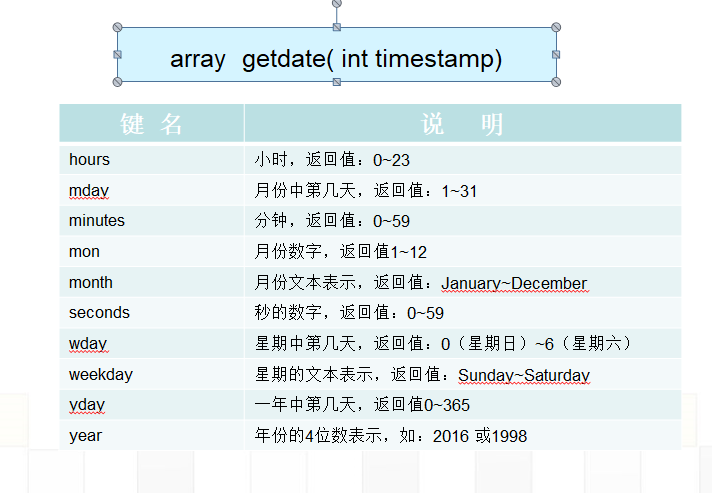 array getdate( int timestamp)
键 名 说 明
hours 小时，返回值：0~23
mday 月份中第几天，返回值：1~31
minutes 分钟，返回值：0~59
mon 月份数字，返回值1~12
month 月份文本表示，返回值：January~December
seconds 秒的数字，返回值：0~59
wday 星期中第几天，返回值：0（星期日）~6（星期六）
weekday 星期的文本表示，返回值：Sunday~Saturday
yday 一年中第几天，返回值0~365
year 年份的4位数表示，如：2016 或1998